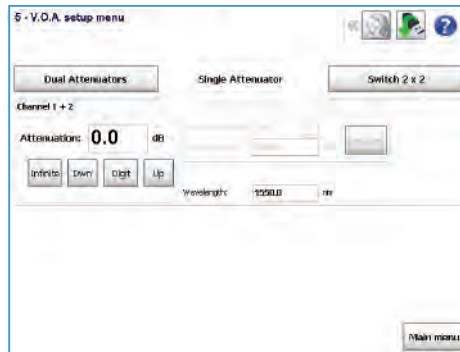 5 - V.O.A. setup menu
«
?
Dual Attenuators Single Attenuator Switch 2 x 2
Channel 1 + 2
Attenuation: 0.0 dB
Infinite Dwn Digit Up
Wavelength: 1550.0 nm
Main menu